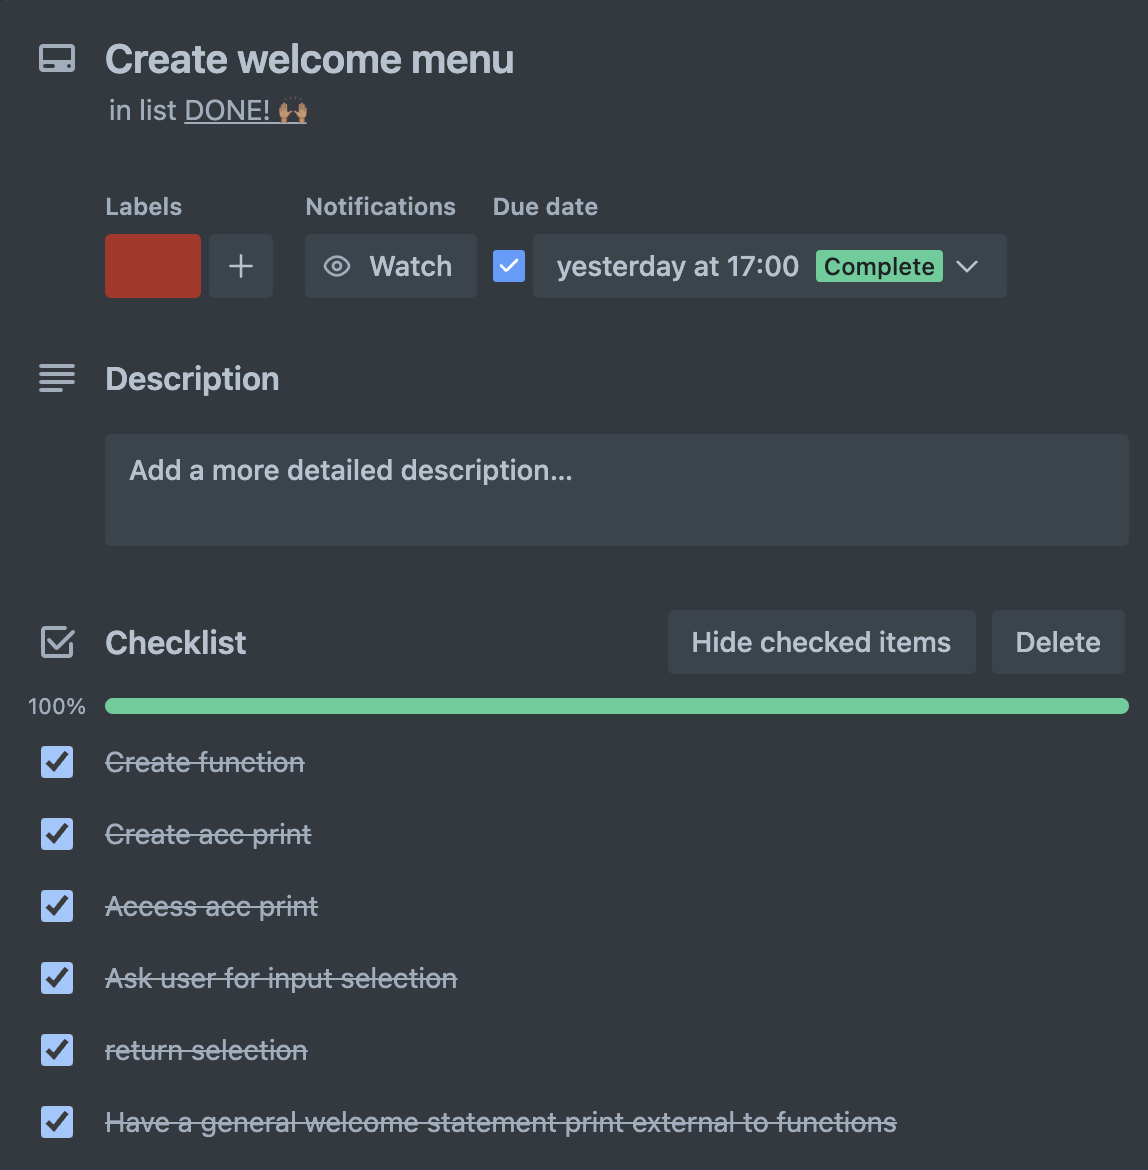 Create welcome menu
in list DONE! 🙌🏽
Labels Notifications Due date
Watch yesterday at 17:00 Complete
Description
Add a more detailed description...
Checklist Hide checked items Delete
100%
Create function
Create acc print
Access acc print
Ask user for input selection
return selection
Have a general welcome statement print external to functions